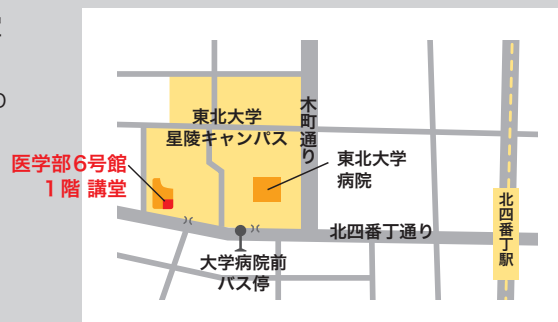 東北大学
星陵キャンパス
木町通り
医学部6号館
1階 講堂
東北大学
病院
北四番丁通り
北四番丁駅
大学病院前
バス停